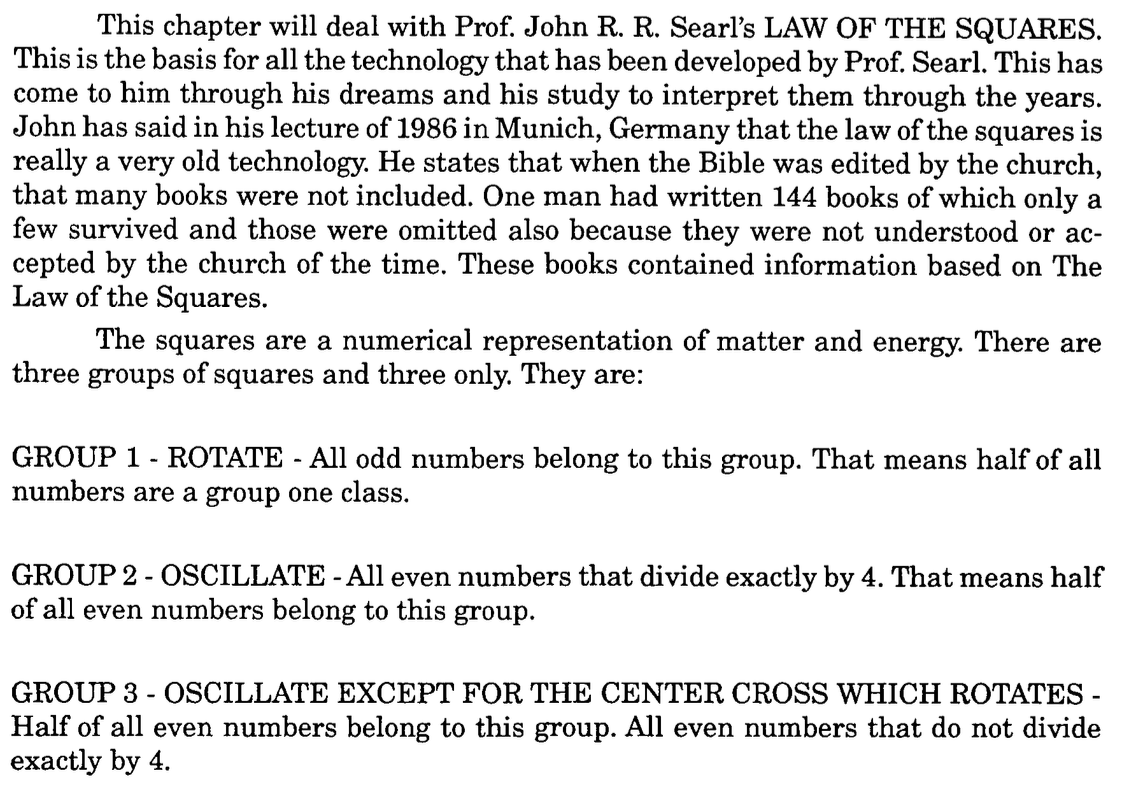 This chapter will deal with Prof. John R. R. Searl's LAW OF THE SQUARES.
This is the basis for all the technology that has been developed by Prof. Searl. This has
come to him through his dreams and his study to interpret them through the years.
John has said in his lecture of 1986 in Munich, Germany that the law of the squares is
really a very old technology. He states that when the Bible was edited by the church,
that many books were not included. One man had written 144 books of which only a
few survived and those were omitted also because they were not understood or ac-
cepted by the church of the time. These books contained information based on The
Law of the Squares.
The squares are a numerical representation of matter and energy. There are
three groups of squares and three only. They are:
GROUP 1 - ROTATE - All odd numbers belong to this group. That means half of all
numbers are a group one class.
GROUP 2 - OSCILLATE - All even numbers that divide exactly by 4. That means half
of all even numbers belong to this group.
GROUP 3 - OSCILLATE EXCEPT FOR THE CENTER CROSS WHICH ROTATES -
Half of all even numbers belong to this group. All even numbers that do not divide
exactly by 4.